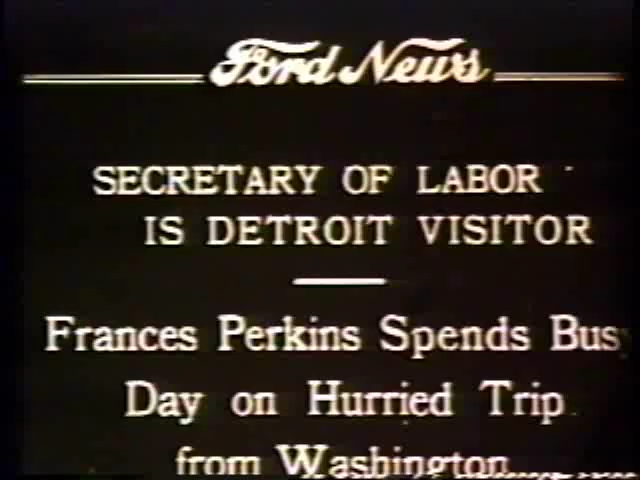 Ford News
SECRETARY OF LABOR
IS DETROIT VISITOR
Frances Perkins Spends Busy
Day on Hurried Trip
from Washington